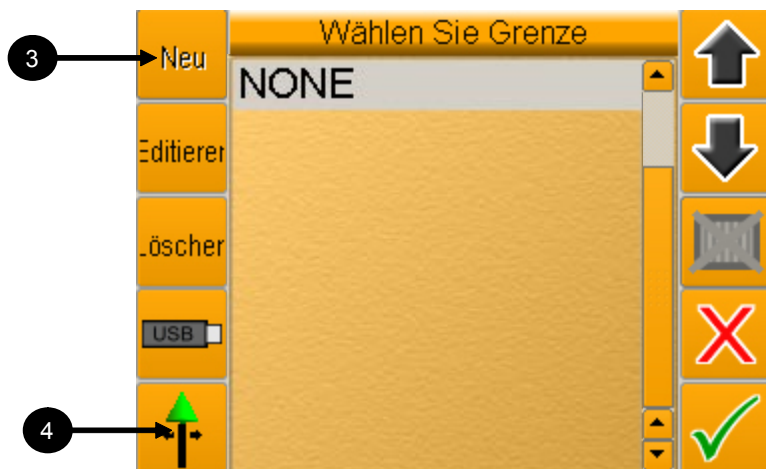 3
Neu
Wählen Sie Grenze
NONE
Editierer
Löscher
USB
4